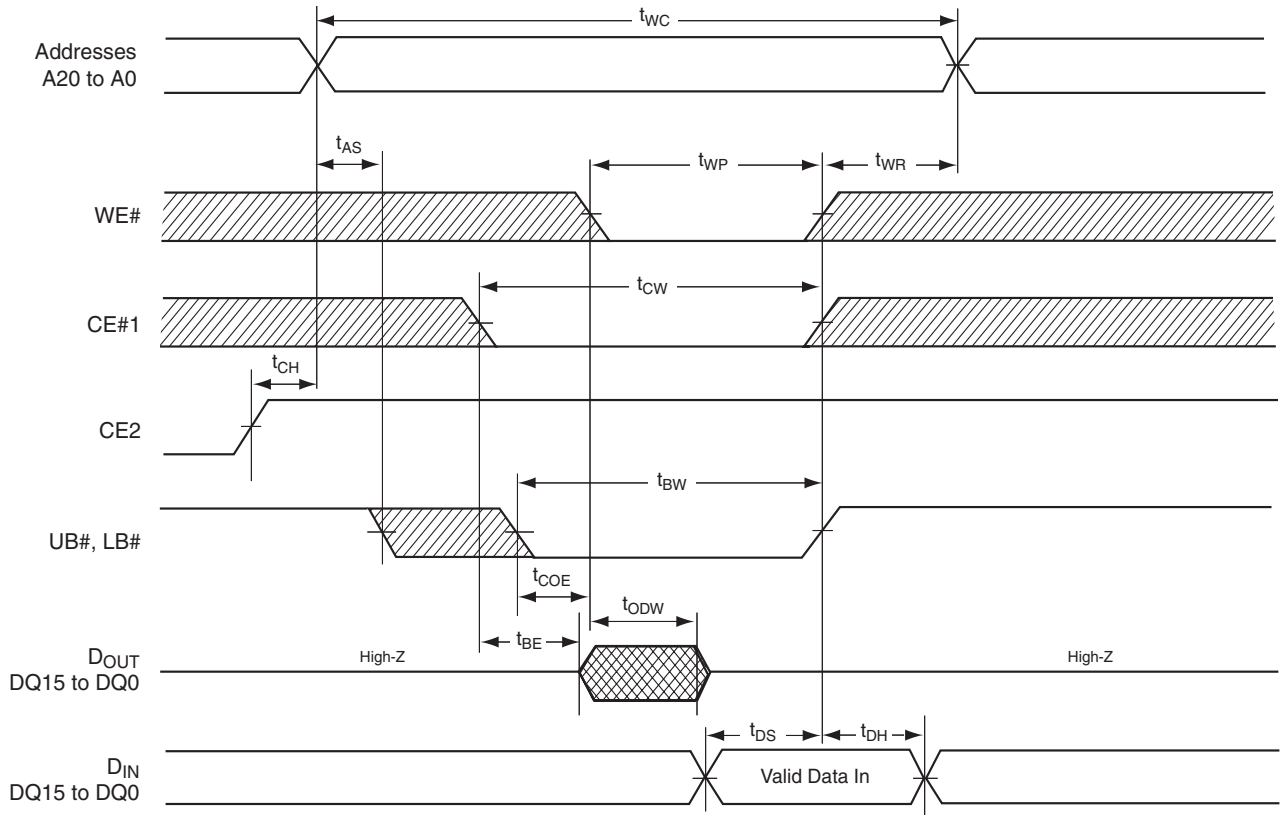 tWC
Addresses
A20 to A0
tAS
tWP
tWR
WE#
tCW
CE#1
tCH
CE2
tBW
UB#, LB#
tCOE
tODW
tBE
DOUT
DQ15 to DQ0
High-Z
High-Z
tDS
tDH
DIN
DQ15 to DQ0
Valid Data In